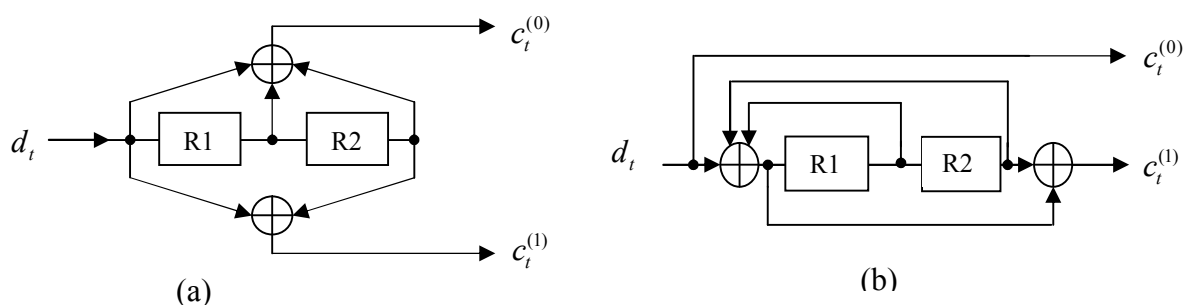 c_t^{(0)}
d_t
R1
R2
c_t^{(1)}
(a)
c_t^{(0)}
d_t
R1
R2
c_t^{(1)}
(b)